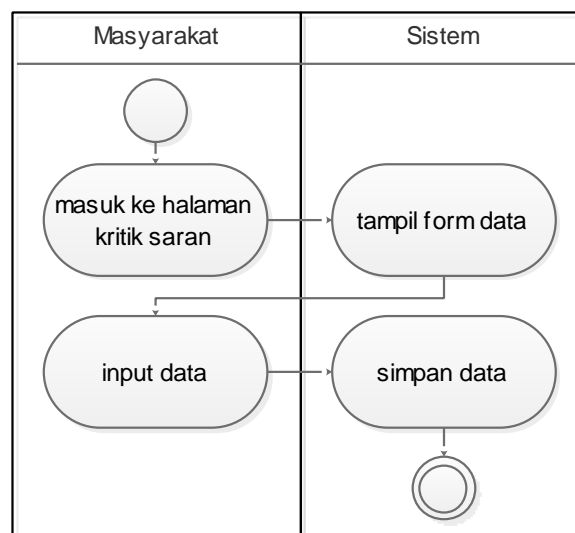 Masyarakat
Sistem
masuk ke halaman
kritik saran
tampil form data
input data
simpan data